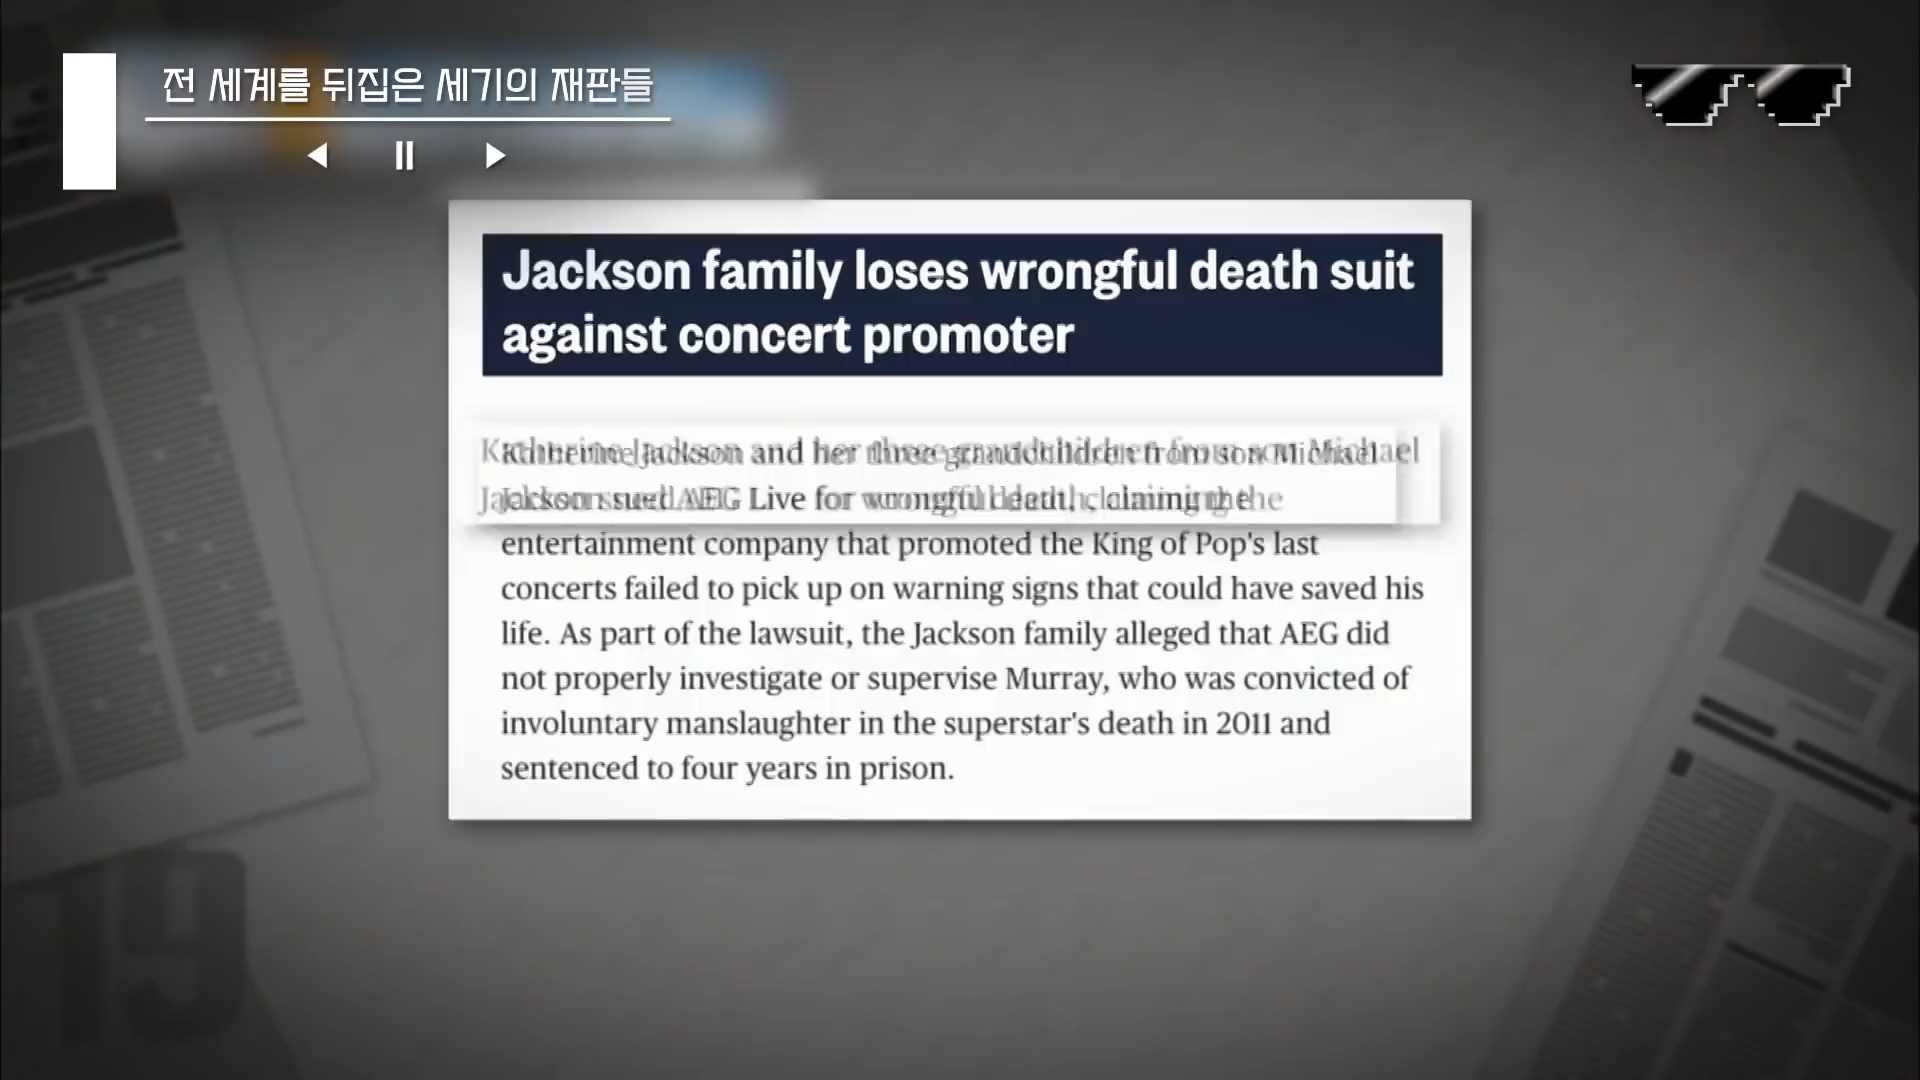 전 세계를 뒤집은 세기의 재판들
Jackson family loses wrongful death suit
against concert promoter
Katherine Jackson and her three grandchildren from son Michael
Jackson sued AEG Live for wrongful death, claiming the
entertainment company that promoted the King of Pop's last
concerts failed to pick up on warning signs that could have saved his
life. As part of the lawsuit, the Jackson family alleged that AEG did
not properly investigate or supervise Murray, who was convicted of
involuntary manslaughter in the superstar's death in 2011 and
sentenced to four years in prison.
19